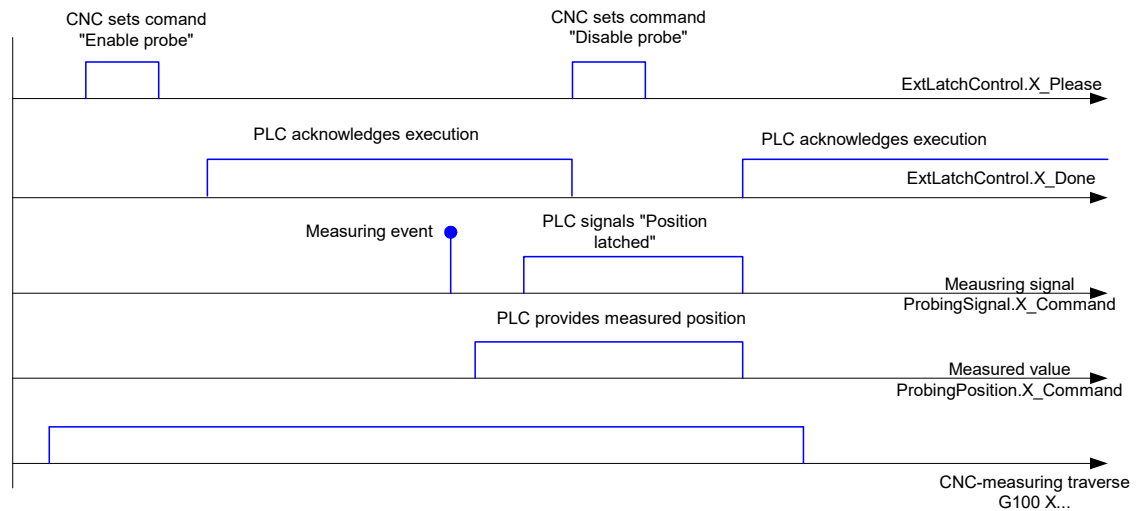 CNC sets comand
"Enable probe"
CNC sets command
"Disable probe"
ExtLatchControl.X_Please
PLC acknowledges execution
PLC acknowledges execution
ExtLatchControl.X_Done
Measuring event
PLC signals "Position
latched"
Meausring signal
ProbingSignal.X_Command
PLC provides measured position
Measured value
ProbingPosition.X_Command
CNC-measuring traverse
G100 X...